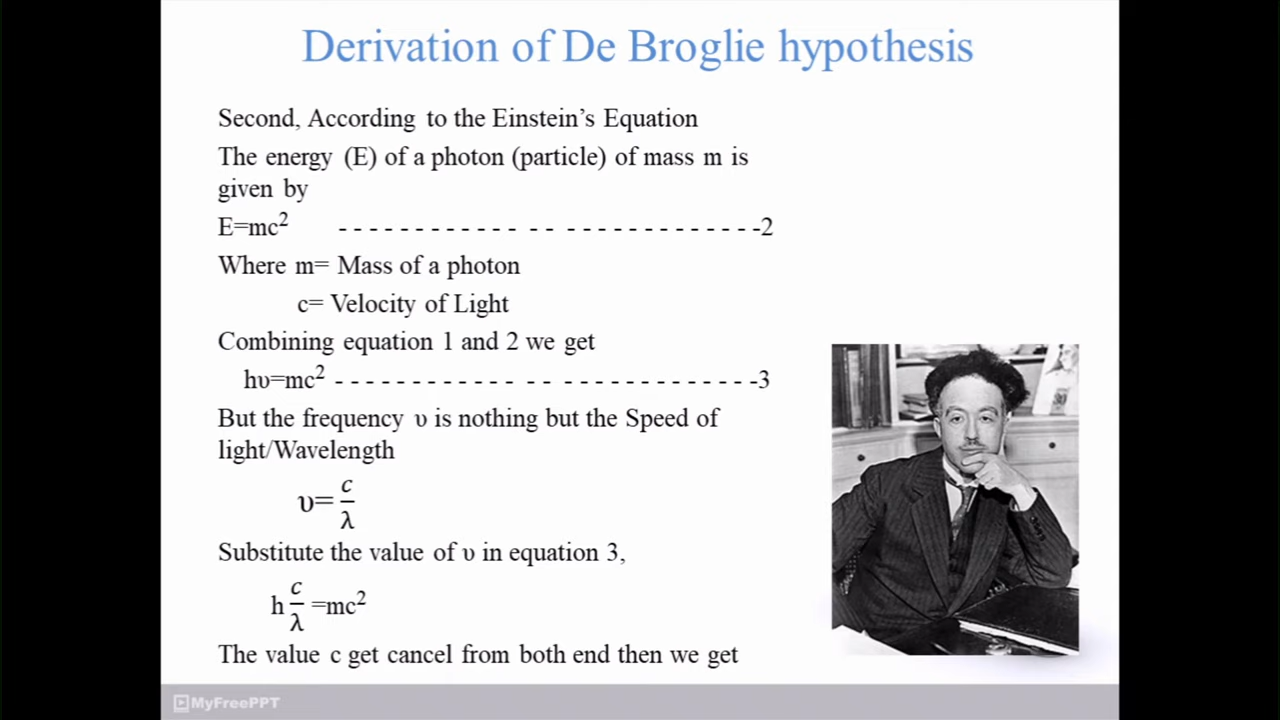 Derivation of De Broglie hypothesis
Second, According to the Einstein’s Equation
The energy (E) of a photon (particle) of mass m is
given by
E=mc² - - - - - - - - - - - - - - - - - - - - - - - - - - - -2
Where m= Mass of a photon
c= Velocity of Light
Combining equation 1 and 2 we get
hυ=mc² - - - - - - - - - - - - - - - - - - - - - - - - - - - -3
But the frequency υ is nothing but the Speed of
light/Wavelength
υ= c/λ
Substitute the value of υ in equation 3,
h c/λ =mc²
The value c get cancel from both end then we get
MyFreePPT